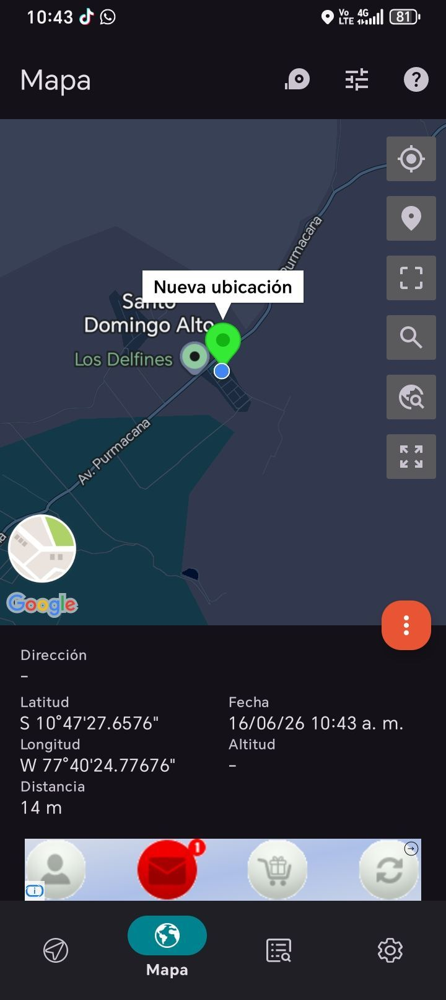 10:43
Vo LTE 4G 81
Mapa
Purmacana
Nueva ubicación
Santo
Domingo Alto
Los Delfines
Av. Purmacana
a
Google
Dirección
-
Latitud
Fecha
S 10°47'27.6576"
16/06/26 10:43 a. m.
Longitud
Altitud
W 77°40'24.77676"
-
Distancia
14 m
1
Mapa